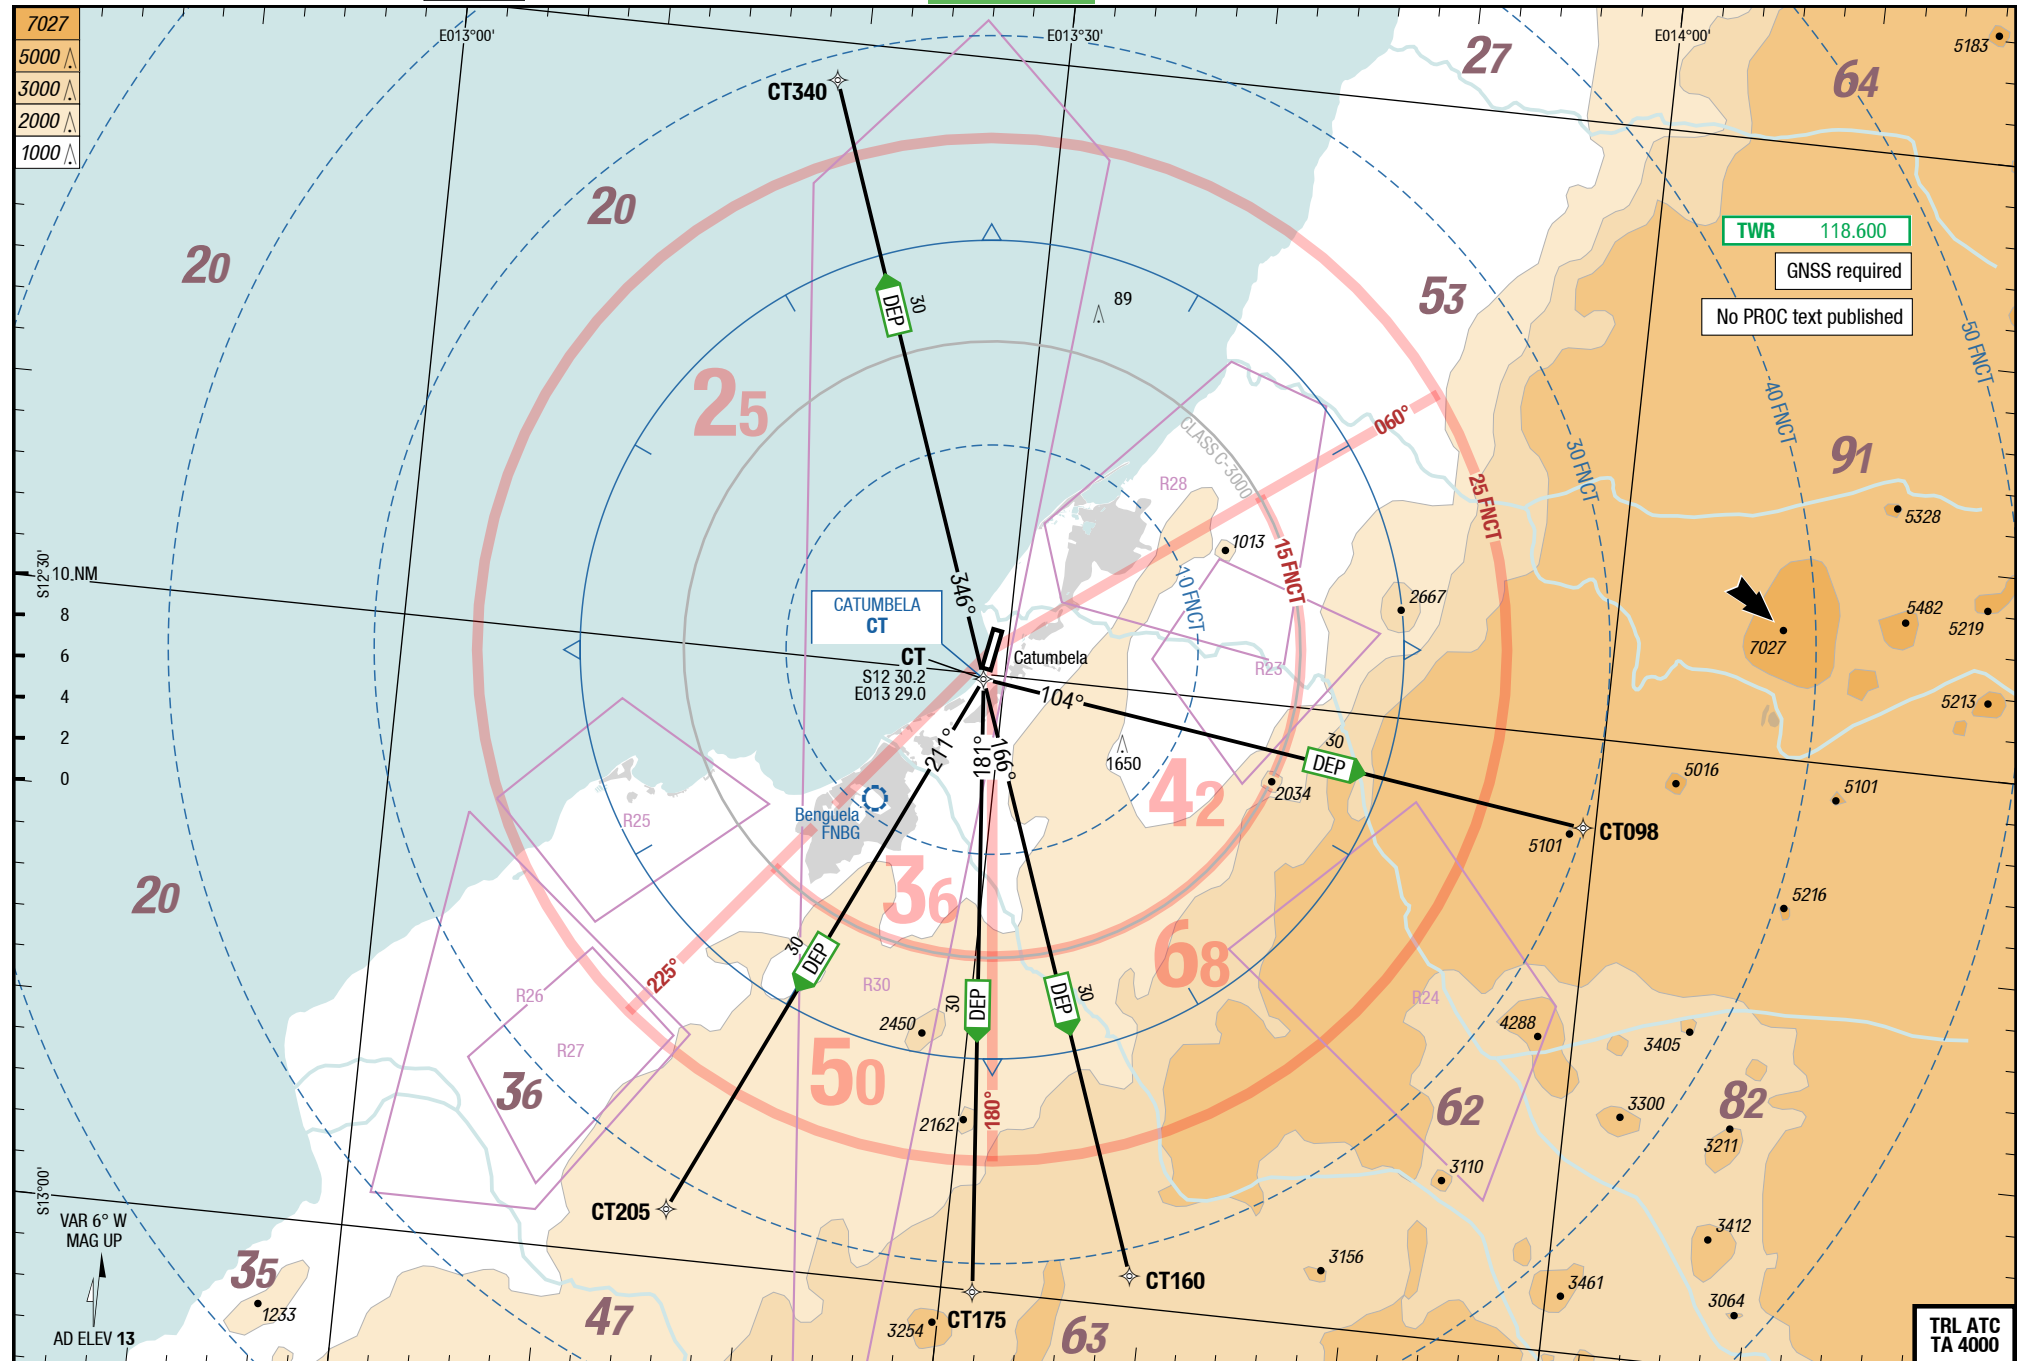 7027
5000
3000
2000
1000
E013°00'
E013°30'
E014°00'
5183
27
64
CT340
20
20
53
TWR 118.600
GNSS required
No PROC text published
DEP
30
89
50 FNCT
40 FNCT
30 FNCT
25
060°
CLASS C-3000
91
R28
25 FNCT
5328
1013
15 FNCT
10 FNCT
S12°30'
10 NM
8
6
4
2
0
346°
CATUMBELA
CT
CT
S12 30.2
E013 29.0
Catumbela
2667
7027
5482
5219
R23
104°
5213
211°
181°
166°
1650
30
DEP
42
2034
5016
5101
CT098
5101
R25
Benguela
FNBG
20
36
5216
68
30
DEP
225°
R30
R26
R24
30
DEP
DEP
30
2450
4288
3405
R27
36
50
180°
2162
62
3300
82
3211
3110
S13°00'
VAR 6° W
MAG UP
CT205
35
1233
AD ELEV 13
47
3254
CT175
CT160
63
3156
3412
3461
3064
TRL ATC
TA 4000